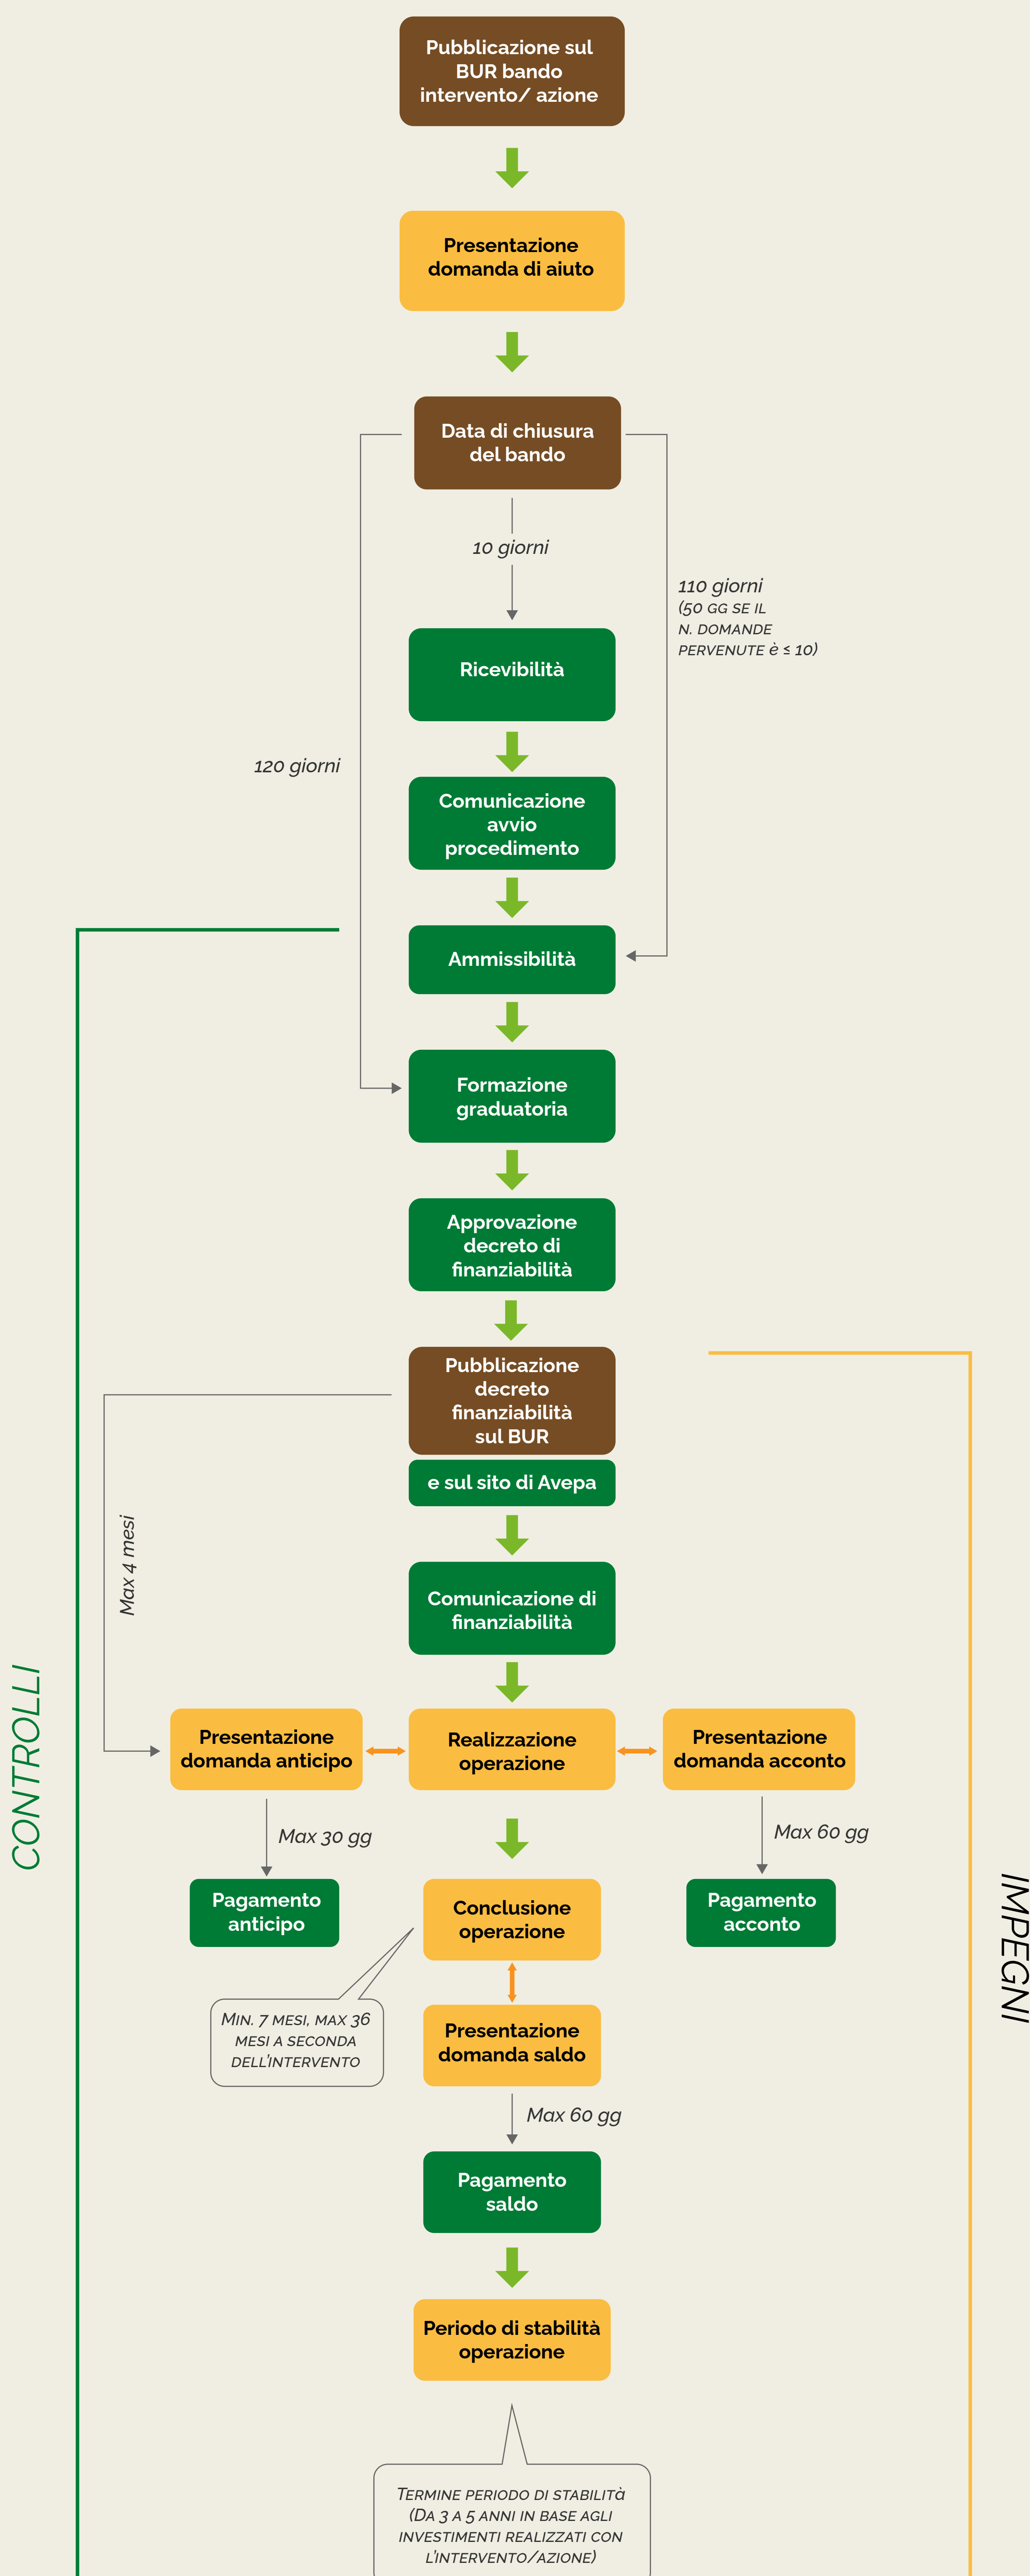 Pubblicazione sul
BUR bando
intervento/ azione
Presentazione
domanda di aiuto
Data di chiusura
del bando
10 giorni
110 giorni
(50 GG SE IL
N. DOMANDE
PERVENUTE è ≤ 10)
Ricevibilità
120 giorni
Comunicazione
avvio
procedimento
Ammissibilità
Formazione
graduatoria
Approvazione
decreto di
finanziabilità
Pubblicazione
decreto
finanziabilità
sul BUR
e sul sito di Avepa
Max 4 mesi
Comunicazione di
finanziabilità
CONTROLLI
Presentazione
domanda anticipo
Realizzazione
operazione
Presentazione
domanda acconto
Max 30 gg
Max 60 gg
Pagamento
anticipo
Conclusione
operazione
Pagamento
acconto
IMPEGNI
MIN. 7 MESI, MAX 36
MESI A SECONDA
DELL'INTERVENTO
Presentazione
domanda saldo
Max 60 gg
Pagamento
saldo
Periodo di stabilità
operazione
TERMINE PERIODO DI STABILITà
(DA 3 A 5 ANNI IN BASE AGLI
INVESTIMENTI REALIZZATI CON
L'INTERVENTO/AZIONE)